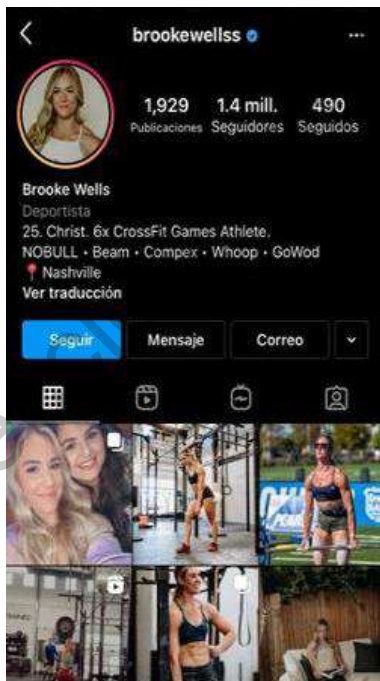 brookewellss
1,929 1.4 mill. 490
Publicaciones Seguidores Seguidos
Brooke Wells
Deportista
25. Christ. 6x CrossFit Games Athlete.
NOBULL • Beam • Compex • Whoop • GoWod
Nashville
Ver traducción
Seguir Mensaje Correo